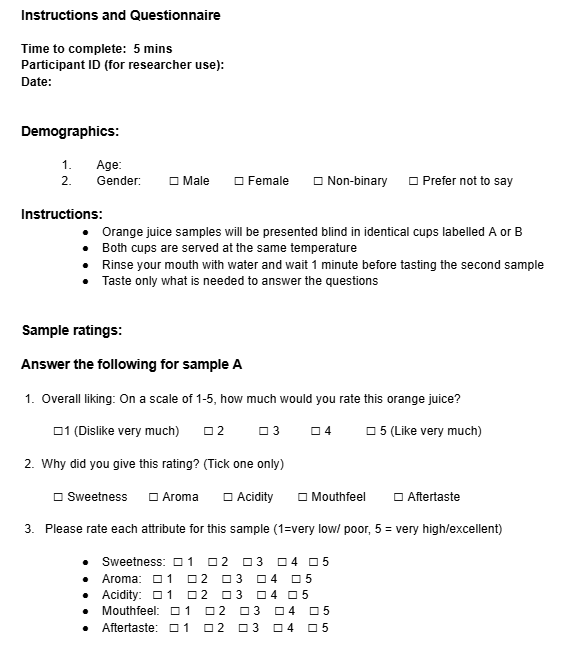 Instructions and Questionnaire
Time to complete: 5 mins
Participant ID (for researcher use):
Date:
Demographics:
1. Age:
2. Gender: ☐ Male ☐ Female ☐ Non-binary ☐ Prefer not to say
Instructions:
● Orange juice samples will be presented blind in identical cups labelled A or B
● Both cups are served at the same temperature
● Rinse your mouth with water and wait 1 minute before tasting the second sample
● Taste only what is needed to answer the questions
Sample ratings:
Answer the following for sample A
1. Overall liking: On a scale of 1-5, how much would you rate this orange juice?
☐1 (Dislike very much) ☐ 2 ☐ 3 ☐ 4 ☐ 5 (Like very much)
2. Why did you give this rating? (Tick one only)
☐ Sweetness ☐ Aroma ☐ Acidity ☐ Mouthfeel ☐ Aftertaste
3. Please rate each attribute for this sample (1=very low/ poor, 5 = very high/excellent)
● Sweetness: ☐ 1 ☐ 2 ☐ 3 ☐ 4 ☐ 5
● Aroma: ☐ 1 ☐ 2 ☐ 3 ☐ 4 ☐ 5
● Acidity: ☐ 1 ☐ 2 ☐ 3 ☐ 4 ☐ 5
● Mouthfeel: ☐ 1 ☐ 2 ☐ 3 ☐ 4 ☐ 5
● Aftertaste: ☐ 1 ☐ 2 ☐ 3 ☐ 4 ☐ 5